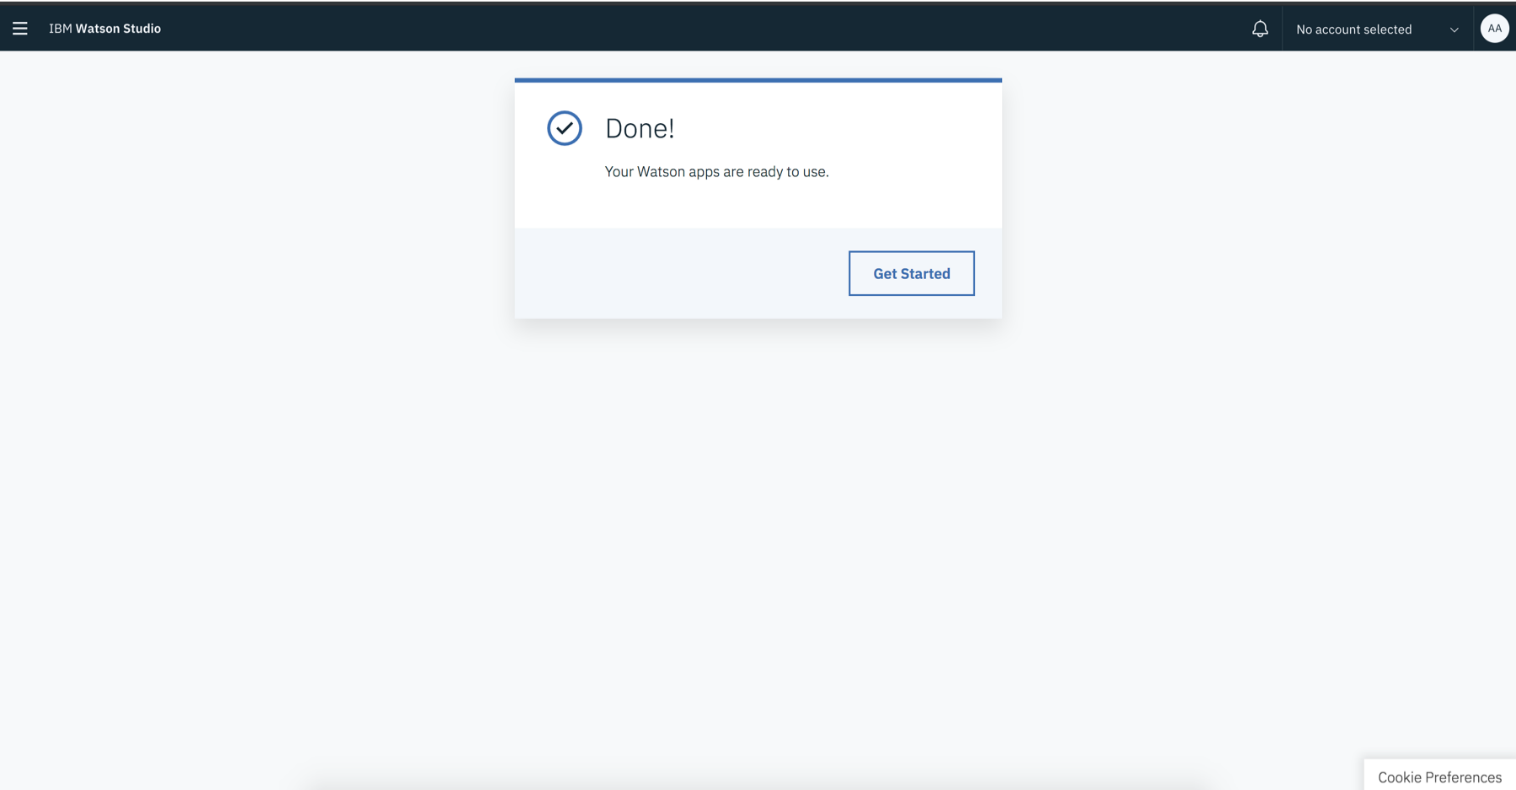 IBM Watson Studio
No account selected
AA
Done!
Your Watson apps are ready to use.
Get Started
Cookie Preferences